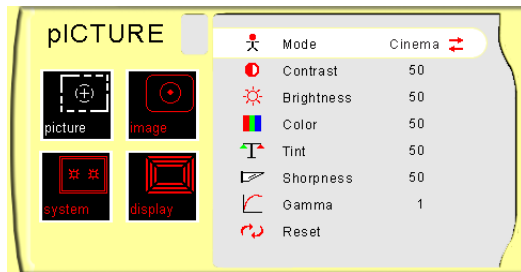 pICTURE
picture
image
system
display
Mode Cinema
Contrast 50
Brightness 50
Color 50
Tint 50
Shorpness 50
Gamma 1
Reset